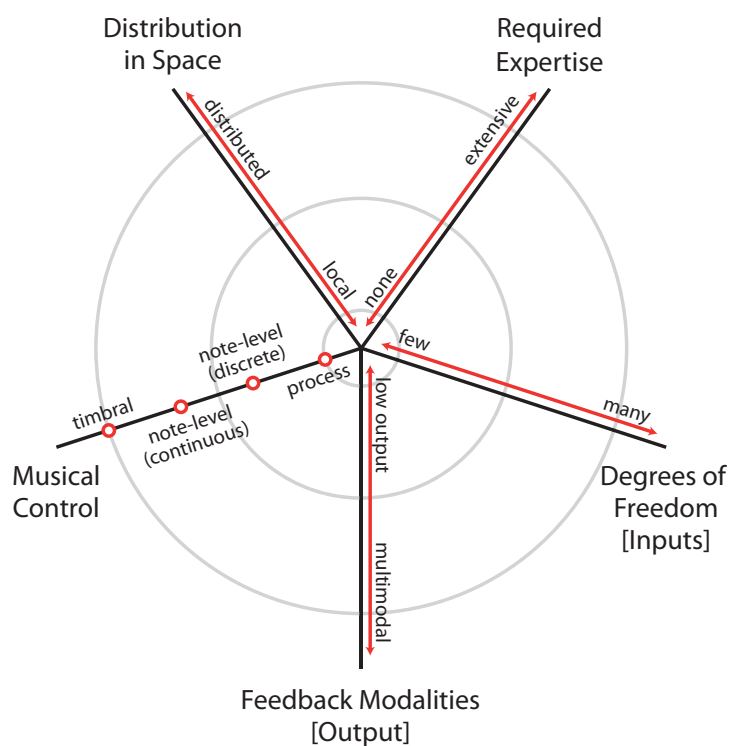 Distribution
in Space
Required
Expertise
distributed
extensive
local
none
few
many
note-level
(discrete)
process
timbral
note-level
(continuous)
low output
multimodal
Musical
Control
Degrees of
Freedom
[Inputs]
Feedback Modalities
[Output]